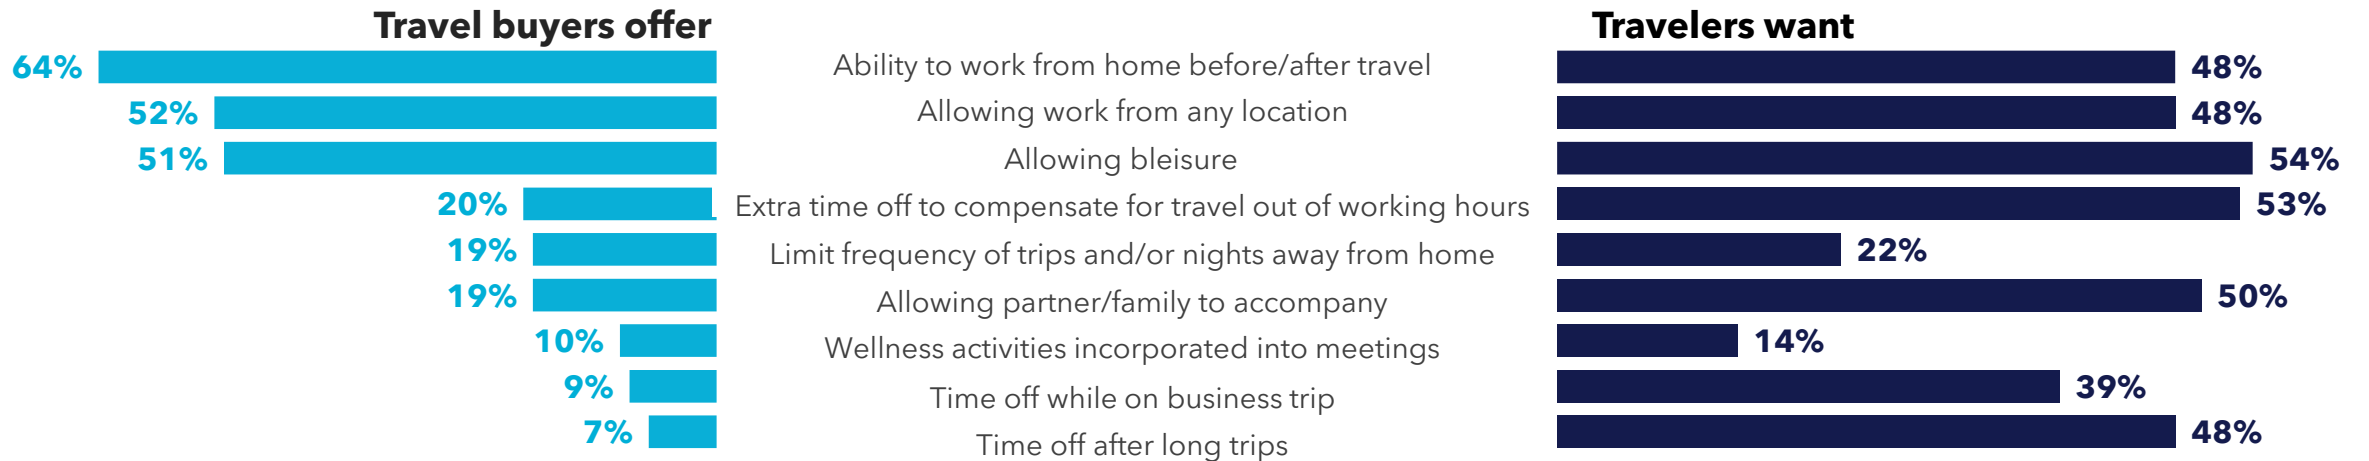 Travel buyers offer Travelers want
64% Ability to work from home before/after travel 48%
52% Allowing work from any location 48%
51% Allowing bleisure 54%
20% Extra time off to compensate for travel out of working hours 53%
19% Limit frequency of trips and/or nights away from home 22%
19% Allowing partner/family to accompany 50%
10% Wellness activities incorporated into meetings 14%
9% Time off while on business trip 39%
7% Time off after long trips 48%